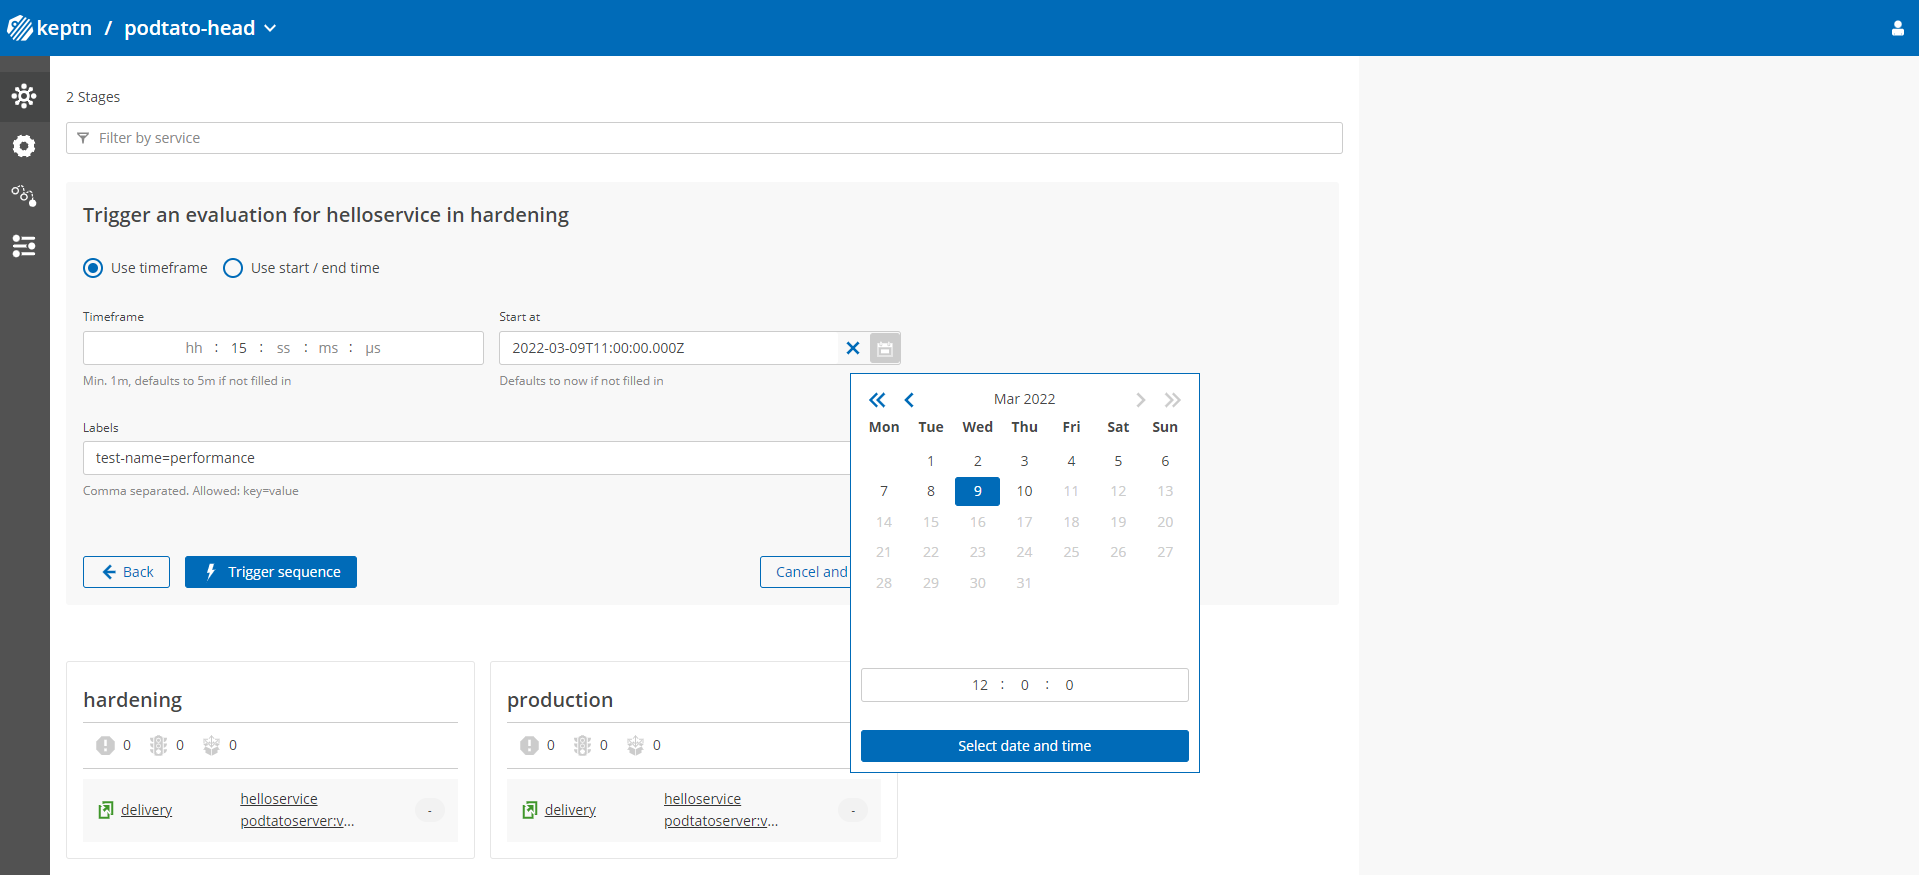 keptn / podtato-head
2 Stages
Filter by service
Trigger an evaluation for helloservice in hardening
Use timeframe Use start / end time
Timeframe Start at
hh : 15 : ss : ms : µs 2022-03-09T11:00:00.000Z
Min. 1m, defaults to 5m if not filled in Defaults to now if not filled in
Labels
test-name=performance
Comma separated. Allowed: key=value
Back Trigger sequence Cancel and
Mar 2022
Mon Tue Wed Thu Fri Sat Sun
1 2 3 4 5 6
7 8 9 10 11 12 13
14 15 16 17 18 19 20
21 22 23 24 25 26 27
28 29 30 31
12 : 0 : 0
Select date and time
hardening
0 0 0
delivery helloservice -
podtatoserver:v...
production
0 0 0
delivery helloservice -
podtatoserver:v...